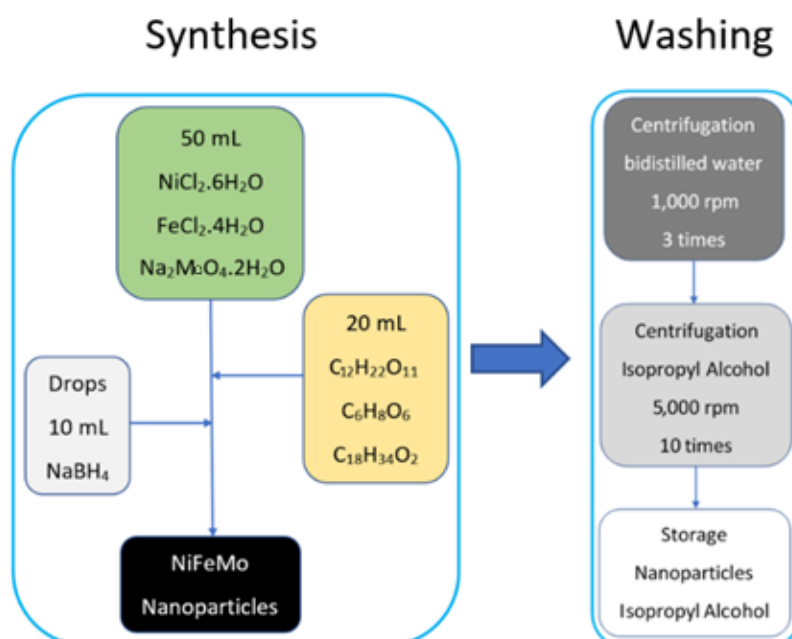 Synthesis
50 mL
NiCl₂.6H₂O
FeCl₂.4H₂O
Na₂MoO₄.2H₂O
20 mL
C₁₂H₂₂O₁₁
C₆H₈O₆
C₁₈H₃₄O₂
Drops
10 mL
NaBH₄
NiFeMo
Nanoparticles
Washing
Centrifugation
bidistilled water
1,000 rpm
3 times
Centrifugation
Isopropyl Alcohol
5,000 rpm
10 times
Storage
Nanoparticles
Isopropyl Alcohol